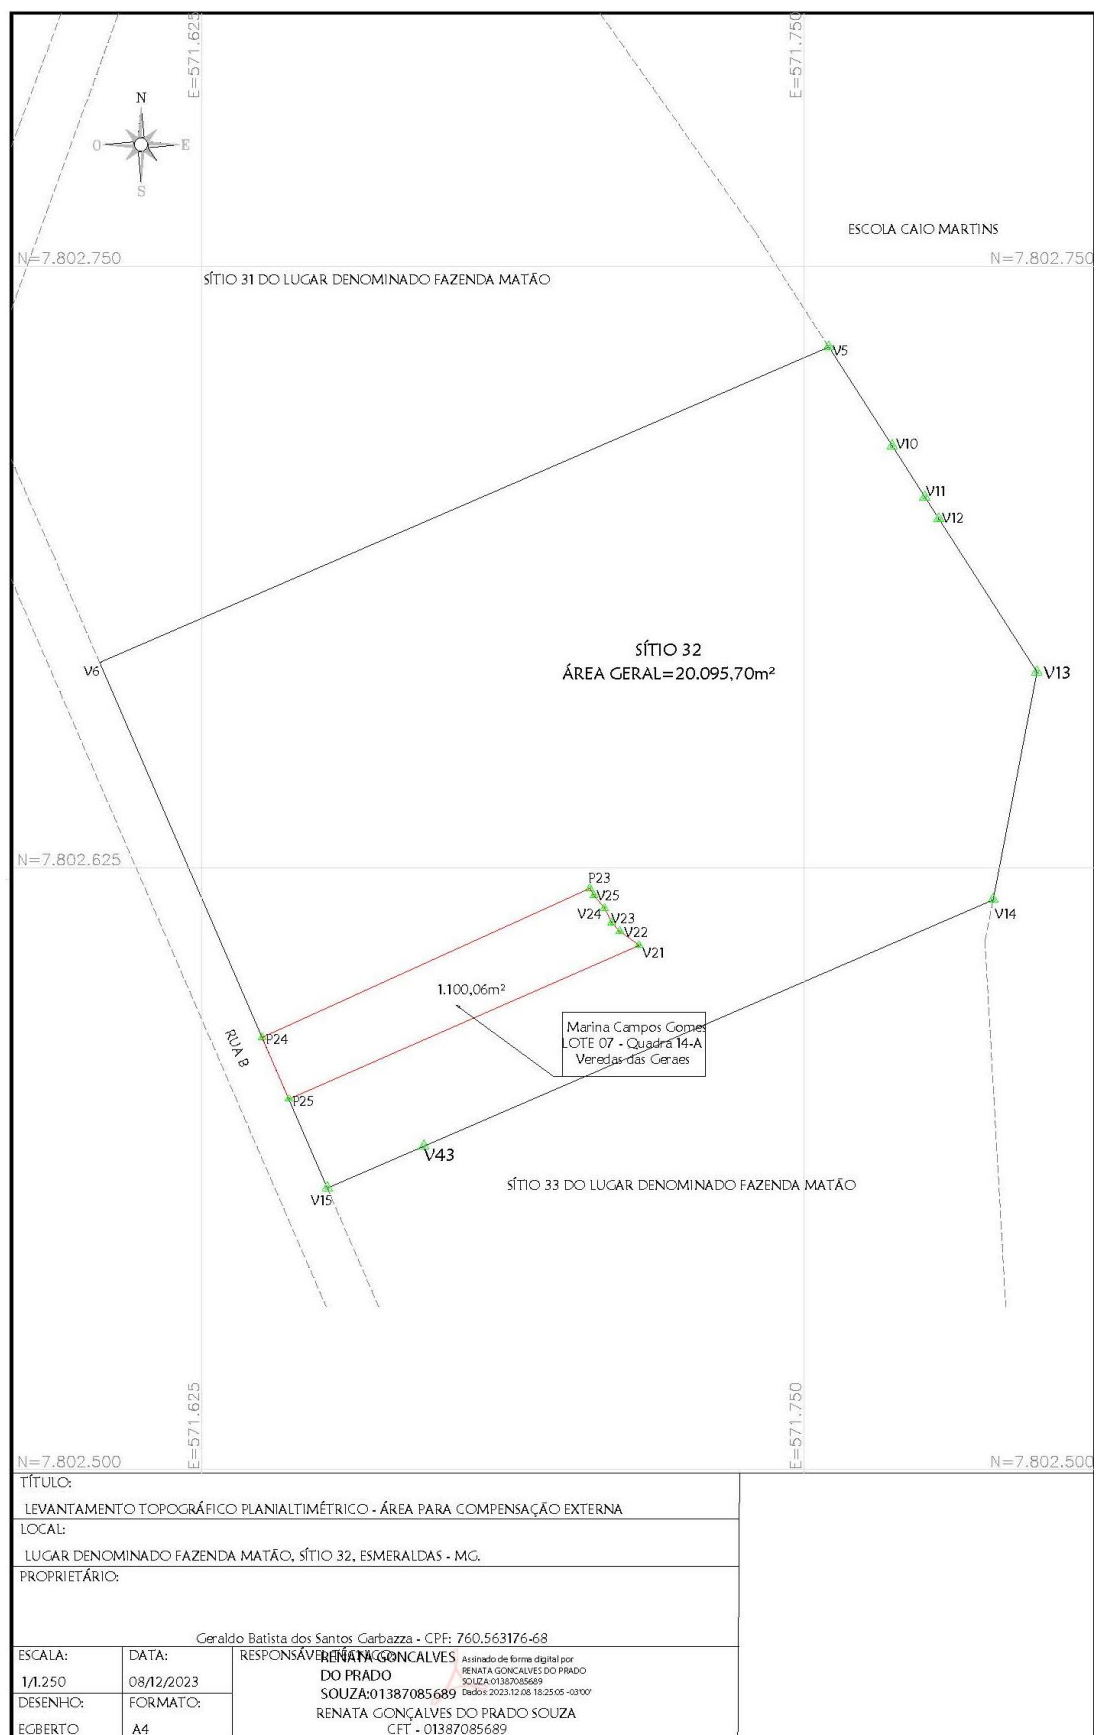 E=571.625
E=571.750
N
O
E
S
ESCOLA CAIO MARTINS
N=7.802.750
N=7.802.750
SÍTIO 31 DO LUGAR DENOMINADO FAZENDA MATÃO
V5
V10
V11
V12
SÍTIO 32
ÁREA GERAL=20.095,70m²
V6
V13
N=7.802.625
P23
V25
V24
V23
V22
V21
V14
1.100,06m²
Marina Campos Gomes
LOTE 07 - Quadra 14-A
Veredas das Geraes
RUA B
P24
P25
V43
SÍTIO 33 DO LUGAR DENOMINADO FAZENDA MATÃO
V15
E=571.625
E=571.750
N=7.802.500
N=7.802.500
TÍTULO:
LEVANTAMENTO TOPOGRÁFICO PLANIALTIMÉTRICO - ÁREA PARA COMPENSAÇÃO EXTERNA
LOCAL:
LUGAR DENOMINADO FAZENDA MATÃO, SÍTIO 32, ESMERALDAS - MG.
PROPRIETÁRIO:
Geraldo Batista dos Santos Garbazza - CPF: 760.563176-68
ESCALA:
1/1.250
DATA:
08/12/2023
RENATA GONCALVES
DO PRADO
SOUZA:01387085689
Assinado de forma digital por
RENATA GONCALVES DO PRADO
SOUZA:01387085689
Dados: 2023.12.08 18:25:05 -03'00'
DESENHO:
EGBERTO
FORMATO:
A4
RENATA GONÇALVES DO PRADO SOUZA
CFT - 01387085689